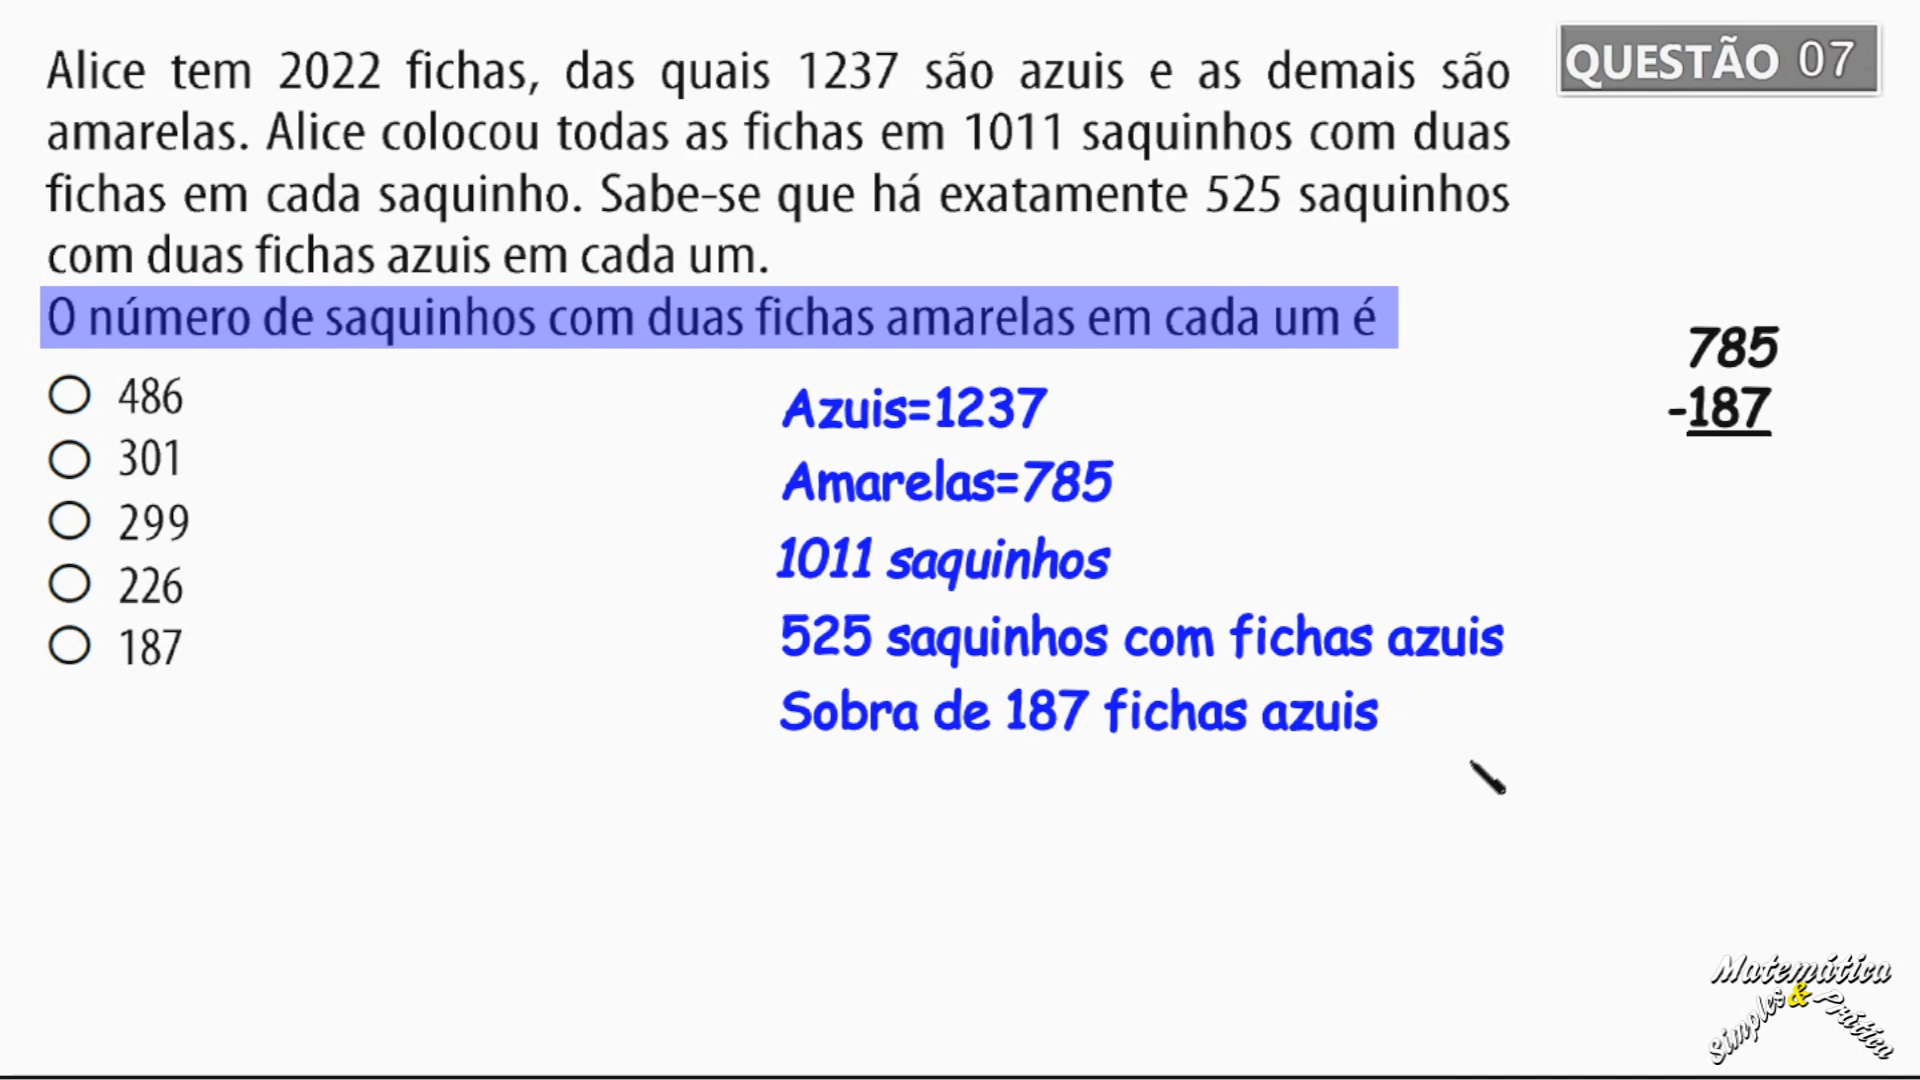 QUESTÃO 07
Alice tem 2022 fichas, das quais 1237 são azuis e as demais são
amarelas. Alice colocou todas as fichas em 1011 saquinhos com duas
fichas em cada saquinho. Sabe-se que há exatamente 525 saquinhos
com duas fichas azuis em cada um.
O número de saquinhos com duas fichas amarelas em cada um é
486
301
299
226
187
Azuis=1237
Amarelas=785
1011 saquinhos
525 saquinhos com fichas azuis
Sobra de 187 fichas azuis
785
-187
Matemática
Simples & Prática